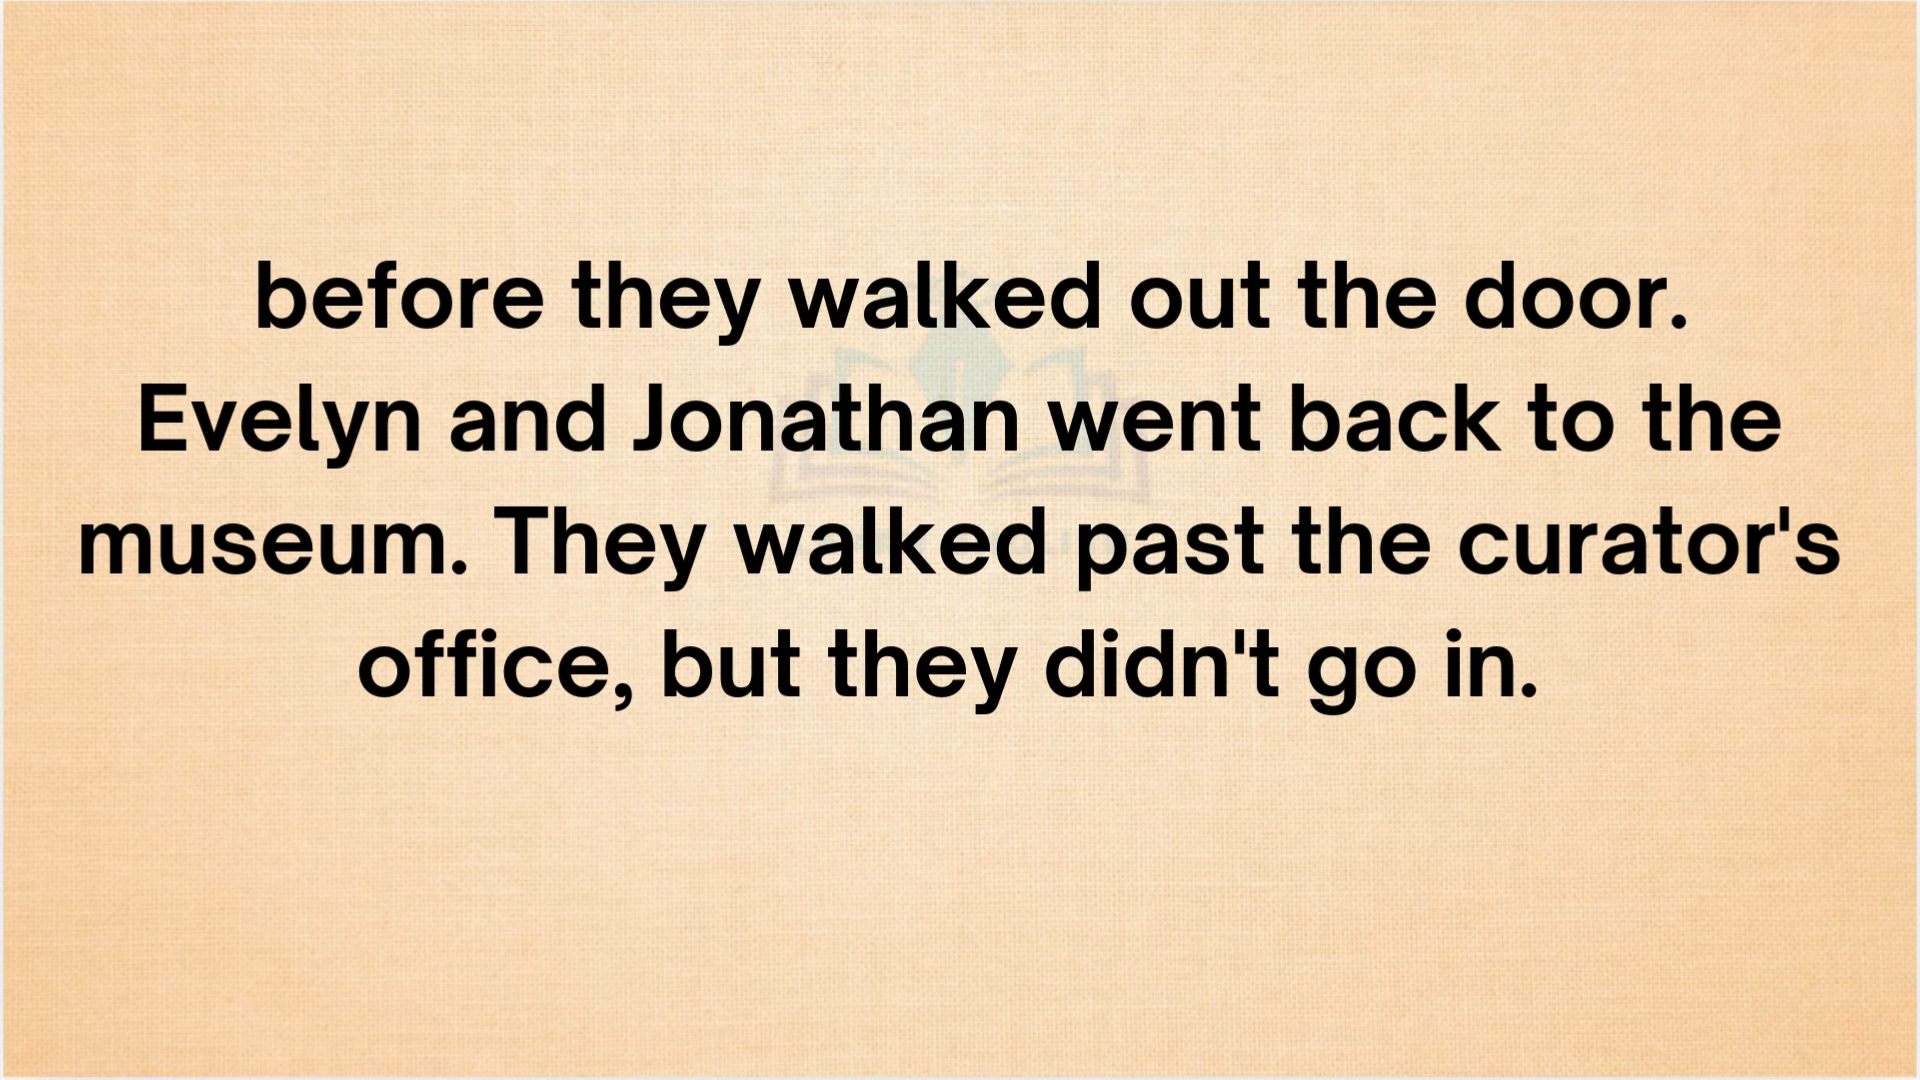 before they walked out the door.
Evelyn and Jonathan went back to the
museum. They walked past the curator's
office, but they didn't go in.